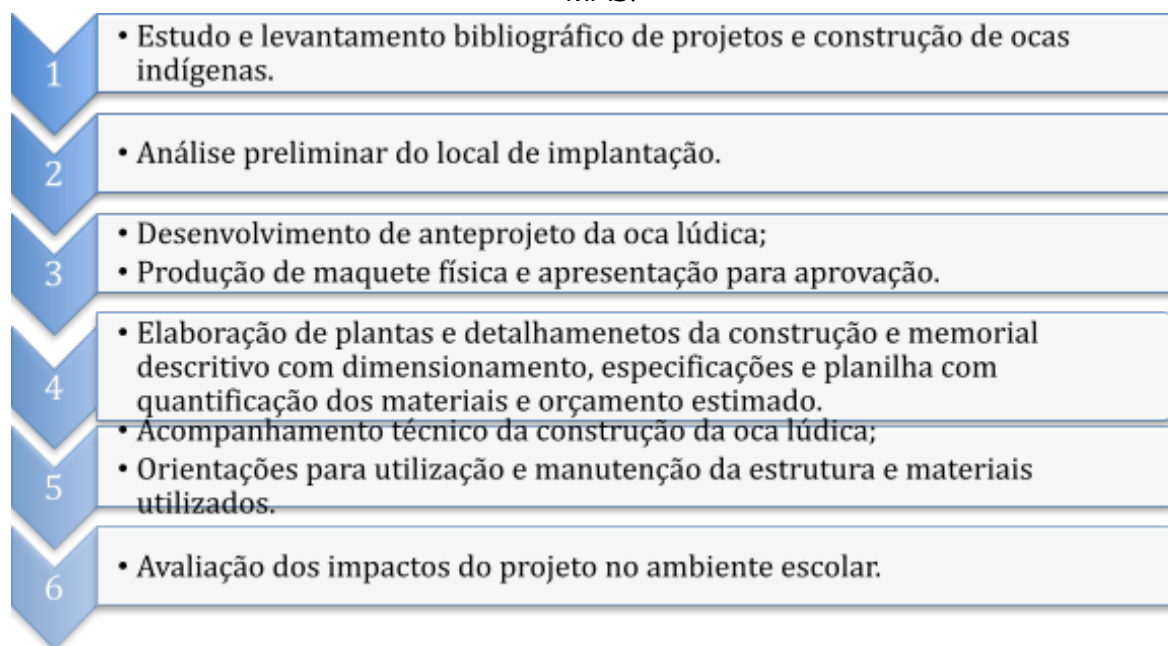 1
• Estudo e levantamento bibliográfico de projetos e construção de ocas
indígenas.
2
• Análise preliminar do local de implantação.
3
• Desenvolvimento de anteprojeto da oca lúdica;
• Produção de maquete física e apresentação para aprovação.
4
• Elaboração de plantas e detalhamenetos da construção e memorial
descritivo com dimensionamento, especificações e planilha com
quantificação dos materiais e orçamento estimado.
5
• Acompanhamento técnico da construção da oca lúdica;
• Orientações para utilização e manutenção da estrutura e materiais
utilizados.
6
• Avaliação dos impactos do projeto no ambiente escolar.